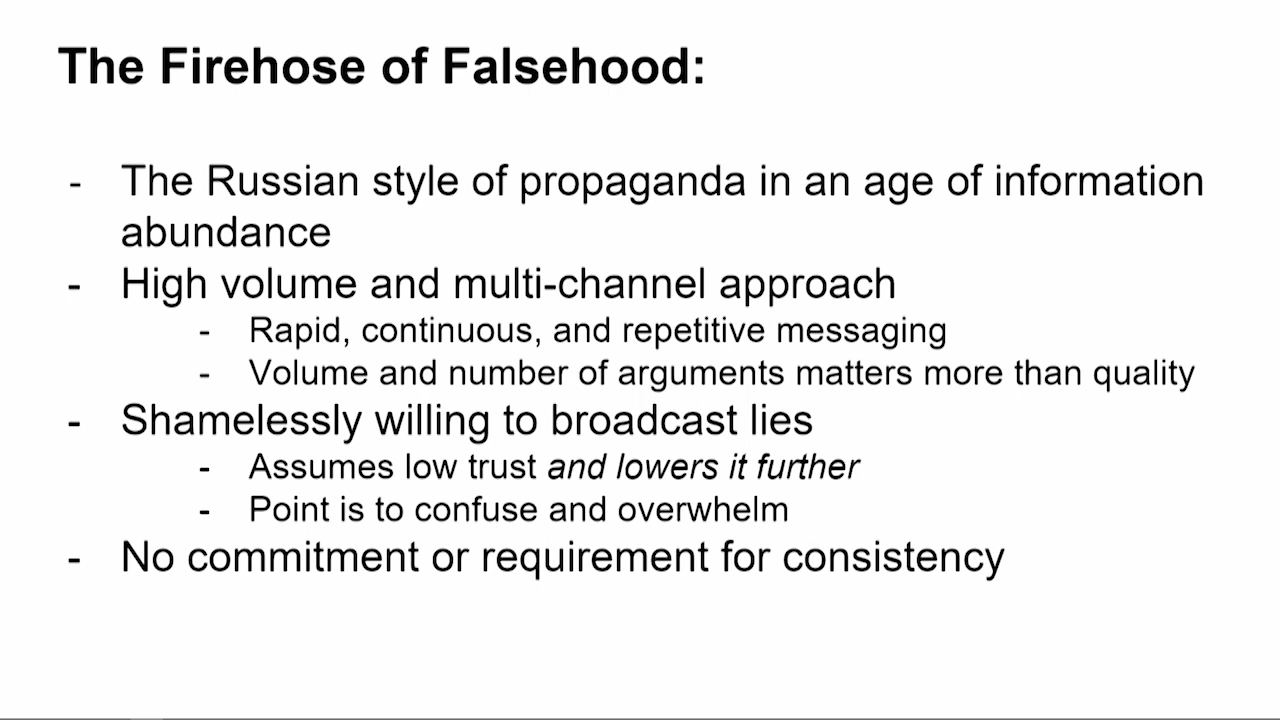 The Firehose of Falsehood:
- The Russian style of propaganda in an age of information
abundance
- High volume and multi-channel approach
- Rapid, continuous, and repetitive messaging
- Volume and number of arguments matters more than quality
- Shamelessly willing to broadcast lies
- Assumes low trust and lowers it further
- Point is to confuse and overwhelm
- No commitment or requirement for consistency